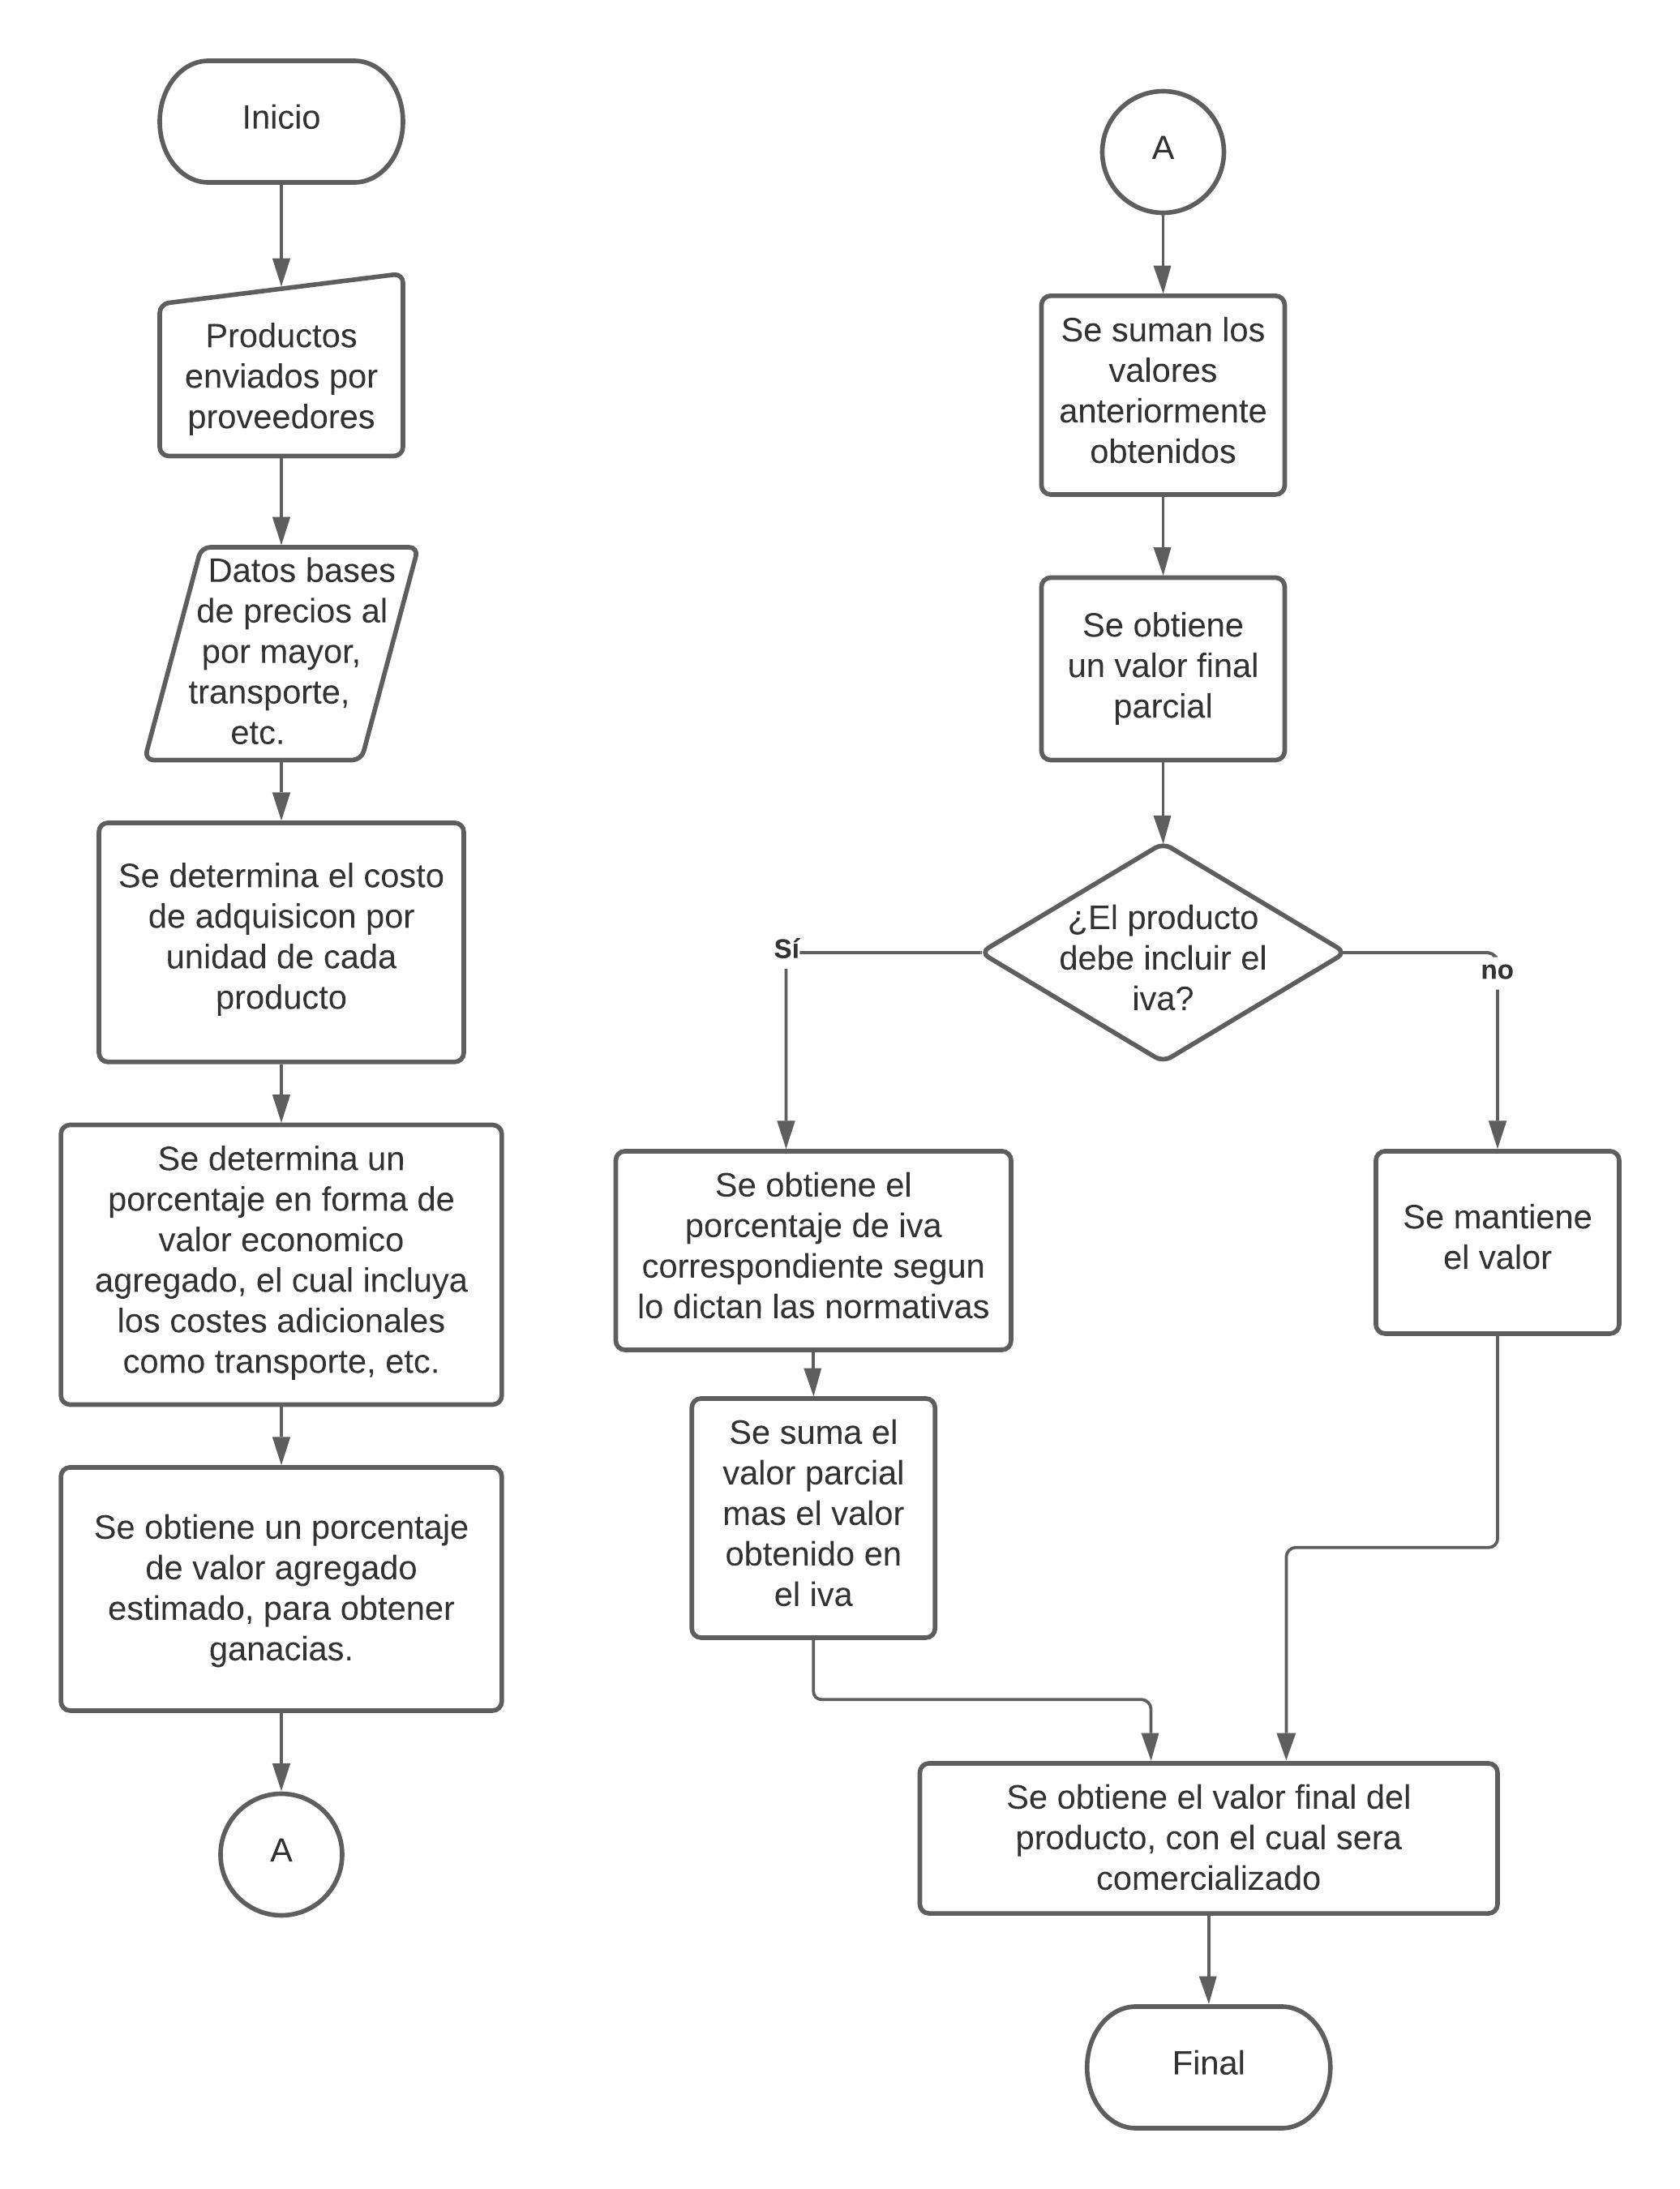 Inicio
Productos
enviados por
proveedores
Datos bases
de precios al
por mayor,
transporte,
etc.
Se determina el costo
de adquisicon por
unidad de cada
producto
Se determina un
porcentaje en forma de
valor economico
agregado, el cual incluya
los costes adicionales
como transporte, etc.
Se obtiene un porcentaje
de valor agregado
estimado, para obtener
ganacias.
A
A
Se suman los
valores
anteriormente
obtenidos
Se obtiene
un valor final
parcial
¿El producto
debe incluir el
iva?
Sí
no
Se obtiene el
porcentaje de iva
correspondiente segun
lo dictan las normativas
Se mantiene
el valor
Se suma el
valor parcial
mas el valor
obtenido en
el iva
Se obtiene el valor final del
producto, con el cual sera
comercializado
Final